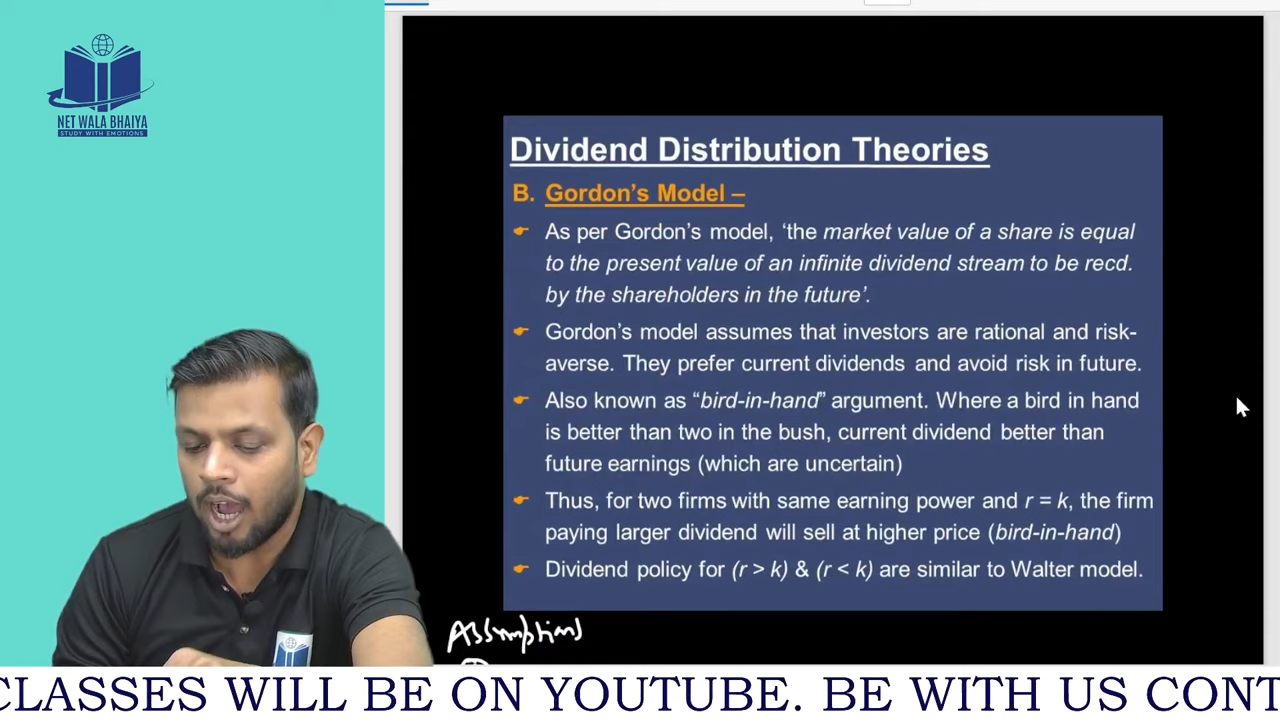 NET WALA BHAIYA
STUDY WITH EMOTIONS
Dividend Distribution Theories
B. Gordon's Model –
As per Gordon's model, 'the market value of a share is equal
to the present value of an infinite dividend stream to be recd.
by the shareholders in the future'.
Gordon's model assumes that investors are rational and risk-
averse. They prefer current dividends and avoid risk in future.
Also known as "bird-in-hand" argument. Where a bird in hand
is better than two in the bush, current dividend better than
future earnings (which are uncertain)
Thus, for two firms with same earning power and r = k, the firm
paying larger dividend will sell at higher price (bird-in-hand)
Dividend policy for (r > k) & (r < k) are similar to Walter model.
Assumptions
CLASSES WILL BE ON YOUTUBE. BE WITH US CONT